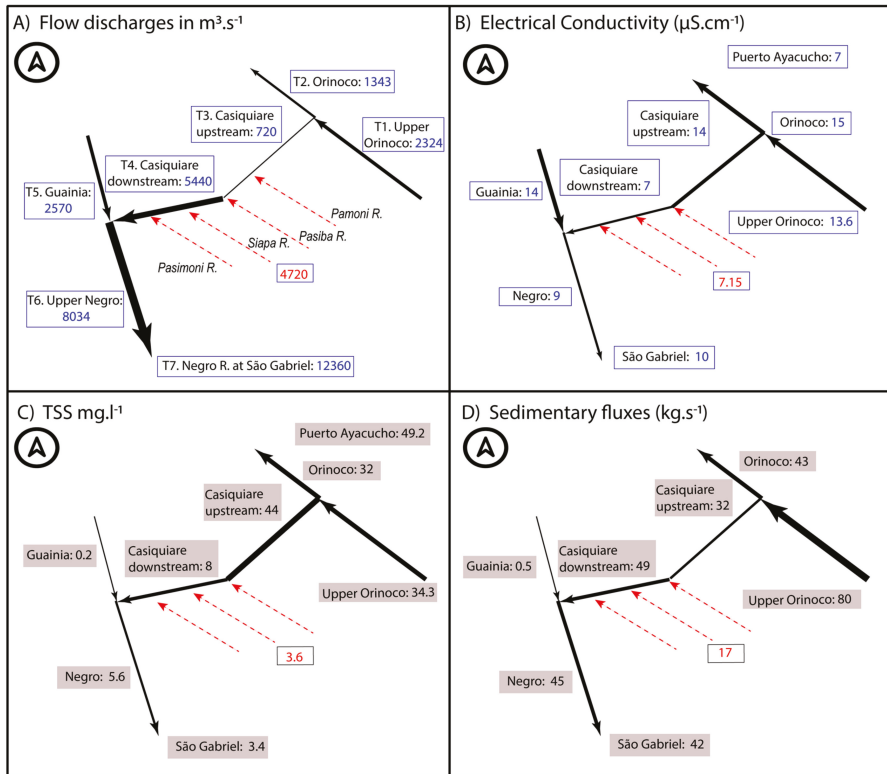 A) Flow discharges in m³.s⁻¹
T2. Orinoco: 1343
T3. Casiquiare
upstream: 720
T1. Upper
Orinoco: 2324
T4. Casiquiare
downstream: 5440
T5. Guainia:
2570
Pamoni R.
Pasiba R.
Siapa R.
Pasimoni R.
4720
T6. Upper Negro:
8034
T7. Negro R. at São Gabriel: 12360
B) Electrical Conductivity (µS.cm⁻¹)
Puerto Ayacucho: 7
Casiquiare
upstream: 14
Orinoco: 15
Casiquiare
downstream: 7
Guainia: 14
Upper Orinoco: 13.6
7.15
Negro: 9
São Gabriel: 10
C) TSS mg.l⁻¹
Puerto Ayacucho: 49.2
Orinoco: 32
Casiquiare
upstream: 44
Guainia: 0.2
Casiquiare
downstream: 8
Upper Orinoco: 34.3
3.6
Negro: 5.6
São Gabriel: 3.4
D) Sedimentary fluxes (kg.s⁻¹)
Orinoco: 43
Casiquiare
upstream: 32
Guainia: 0.5
Casiquiare
downstream: 49
Upper Orinoco: 80
17
Negro: 45
São Gabriel: 42